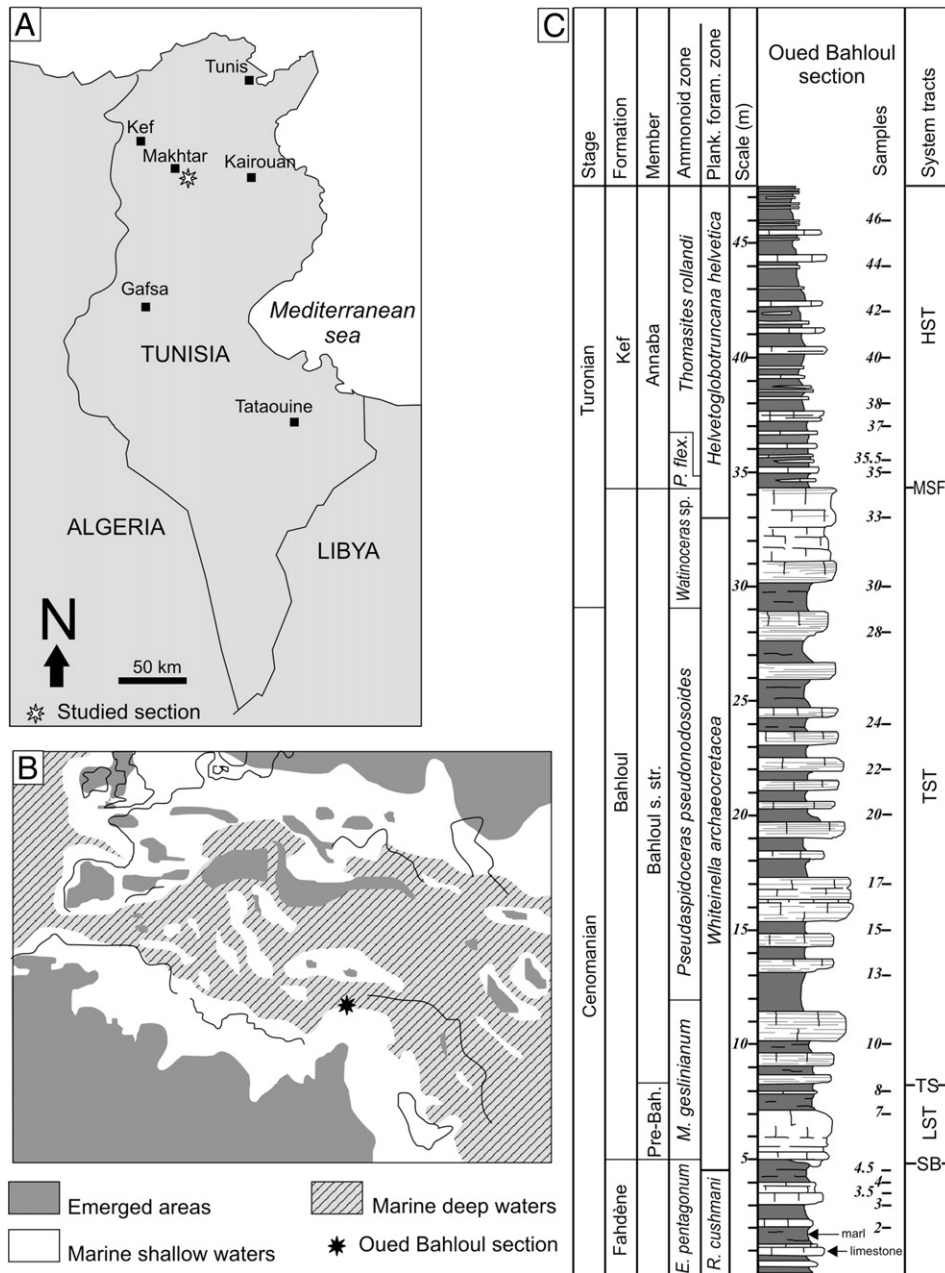 A
Tunis
Kef
Makhtar
Kairouan
Gafsa
Mediterranean
sea
TUNISIA
Tataouine
ALGERIA
LIBYA
N
50 km
Studied section
B
Emerged areas
Marine deep waters
Marine shallow waters
Oued Bahloul section
C
Stage
Formation
Member
Ammonoid zone
Plank. foram. zone
Scale (m)
Oued Bahloul
section
Samples
System tracts
Turonian
Cenomanian
Kef
Bahloul
Fahdène
Annaba
Bahloul s. str.
Pre-Bah.
Thomasites rollandi
P. flex.
Watinoceras sp.
Pseudaspidoceras pseudonodosoides
M. geslinianum
E. pentagonum
Helvetoglobotruncana helvetica
Whiteinella archaeocretacea
R. cushmani
45
40
35
30
25
20
15
10
5
46
44
42
40
38
37
35.5
35
33
30
28
24
22
20
17
15
13
10
8
7
4.5
4
3.5
3
2
marl
limestone
HST
MSF
TST
TS
LST
SB